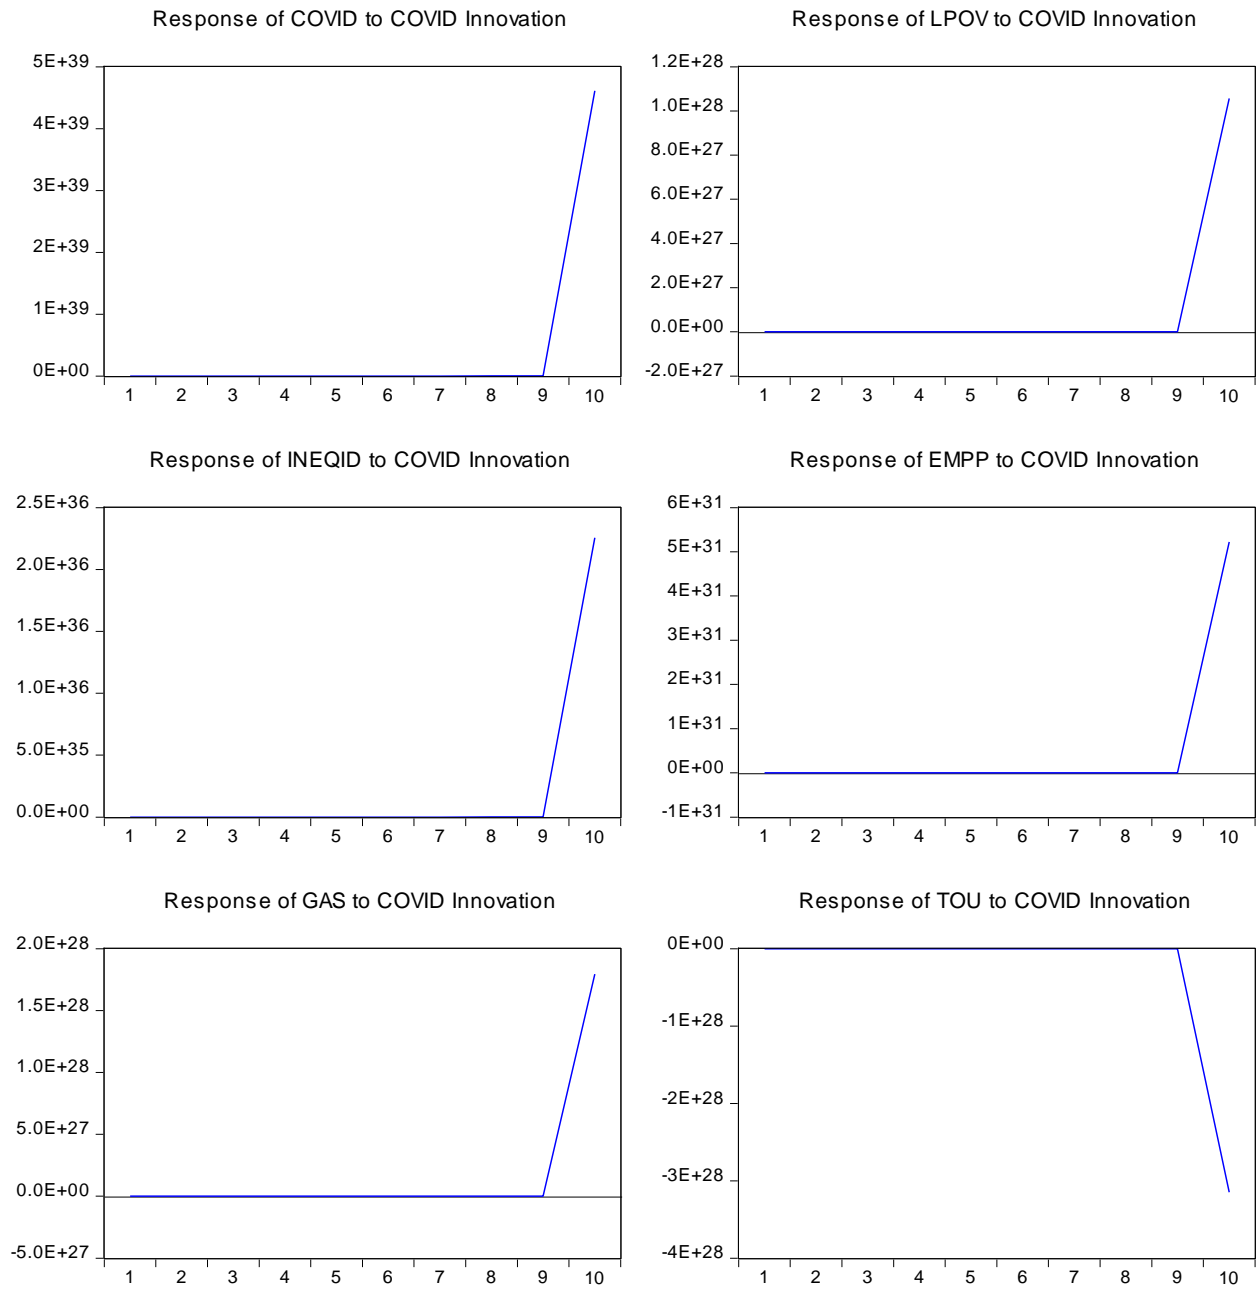 Response of COVID to COVID Innovation
5E+39
4E+39
3E+39
2E+39
1E+39
0E+00
1 2 3 4 5 6 7 8 9 10
Response of LPOV to COVID Innovation
1.2E+28
1.0E+28
8.0E+27
6.0E+27
4.0E+27
2.0E+27
0.0E+00
-2.0E+27
1 2 3 4 5 6 7 8 9 10
Response of INEQID to COVID Innovation
2.5E+36
2.0E+36
1.5E+36
1.0E+36
5.0E+35
0.0E+00
1 2 3 4 5 6 7 8 9 10
Response of EMPP to COVID Innovation
6E+31
5E+31
4E+31
3E+31
2E+31
1E+31
0E+00
-1E+31
1 2 3 4 5 6 7 8 9 10
Response of GAS to COVID Innovation
2.0E+28
1.5E+28
1.0E+28
5.0E+27
0.0E+00
-5.0E+27
1 2 3 4 5 6 7 8 9 10
Response of TOU to COVID Innovation
0E+00
-1E+28
-2E+28
-3E+28
-4E+28
1 2 3 4 5 6 7 8 9 10